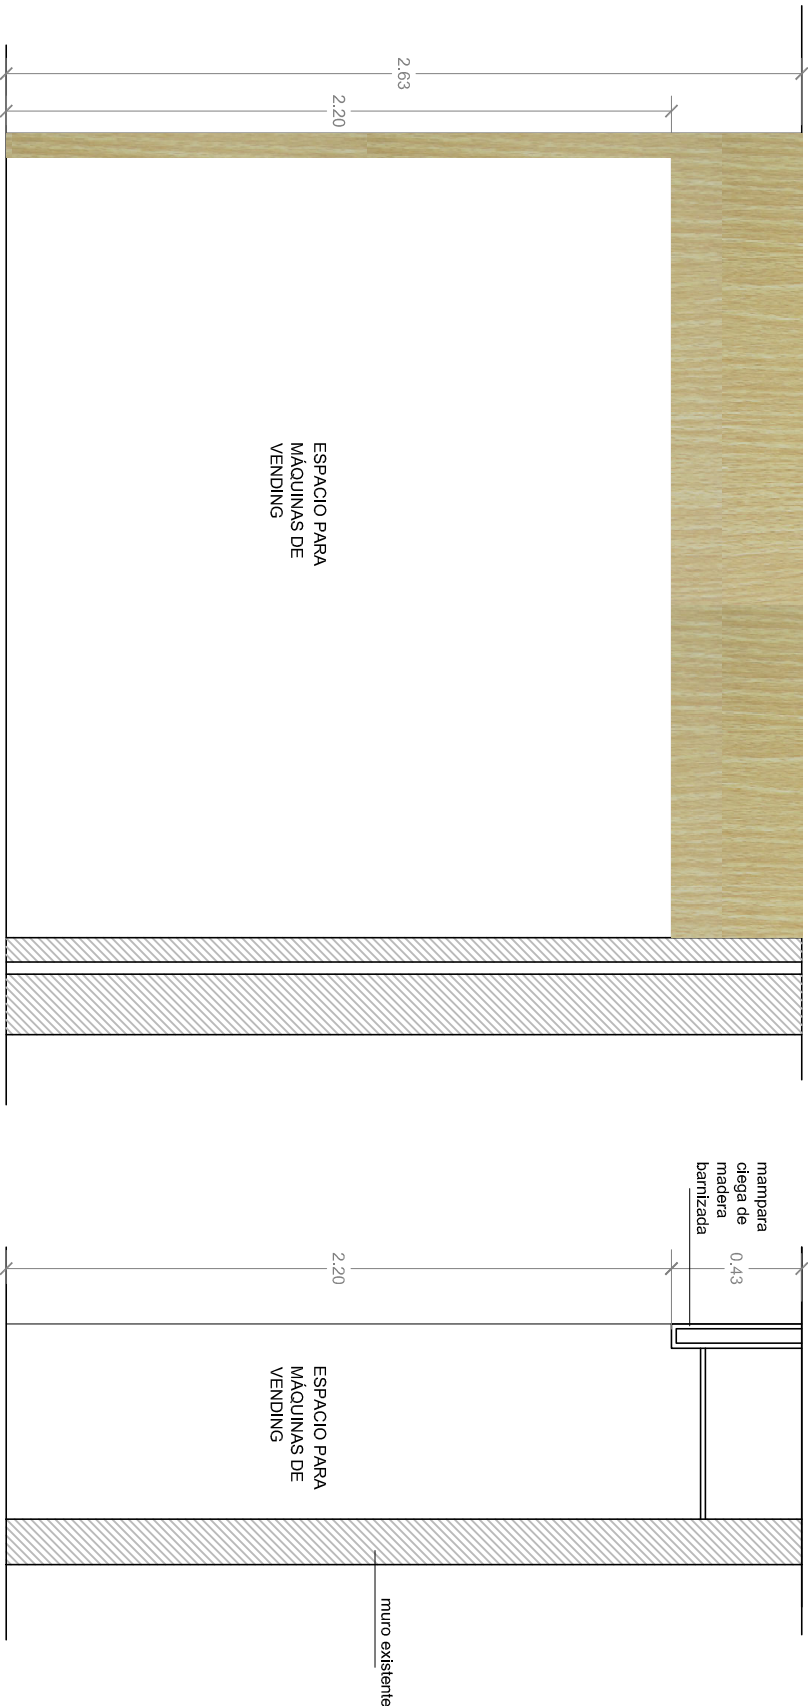 2.63
2.20
ESPACIO PARA
MÁQUINAS DE
VENDING
mampara
ciega de
madera
barnizada
0.43
2.20
ESPACIO PARA
MÁQUINAS DE
VENDING
muro existente